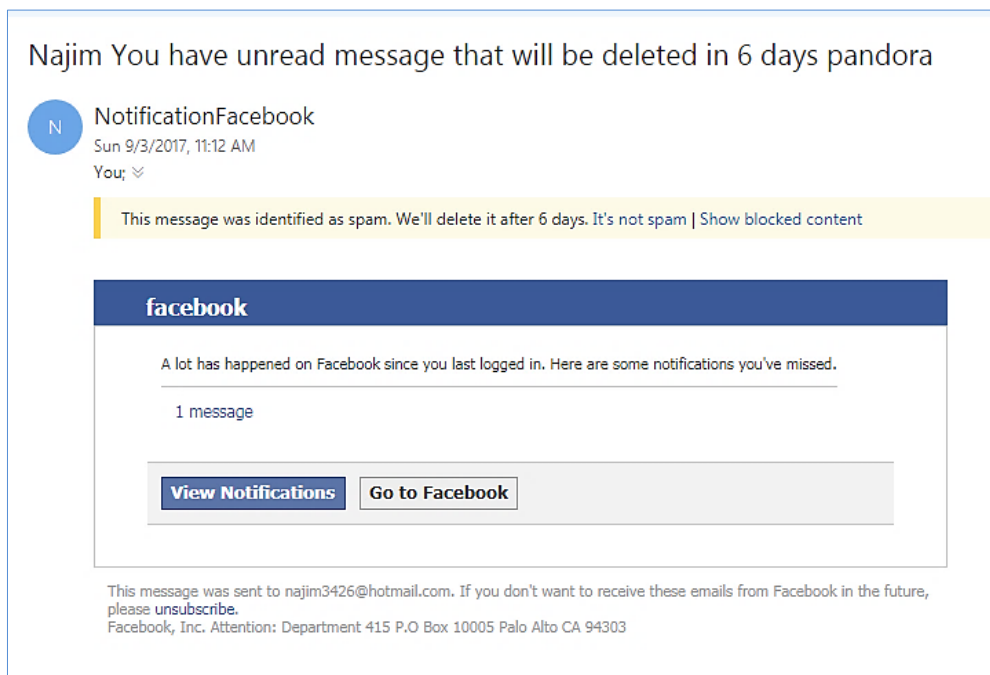 Najim You have unread message that will be deleted in 6 days pandora
N
NotificationFacebook
Sun 9/3/2017, 11:12 AM
You;
This message was identified as spam. We'll delete it after 6 days. It's not spam | Show blocked content
facebook
A lot has happened on Facebook since you last logged in. Here are some notifications you've missed.
1 message
View Notifications
Go to Facebook
This message was sent to najim3426@hotmail.com. If you don't want to receive these emails from Facebook in the future,
please unsubscribe.
Facebook, Inc. Attention: Department 415 P.O Box 10005 Palo Alto CA 94303